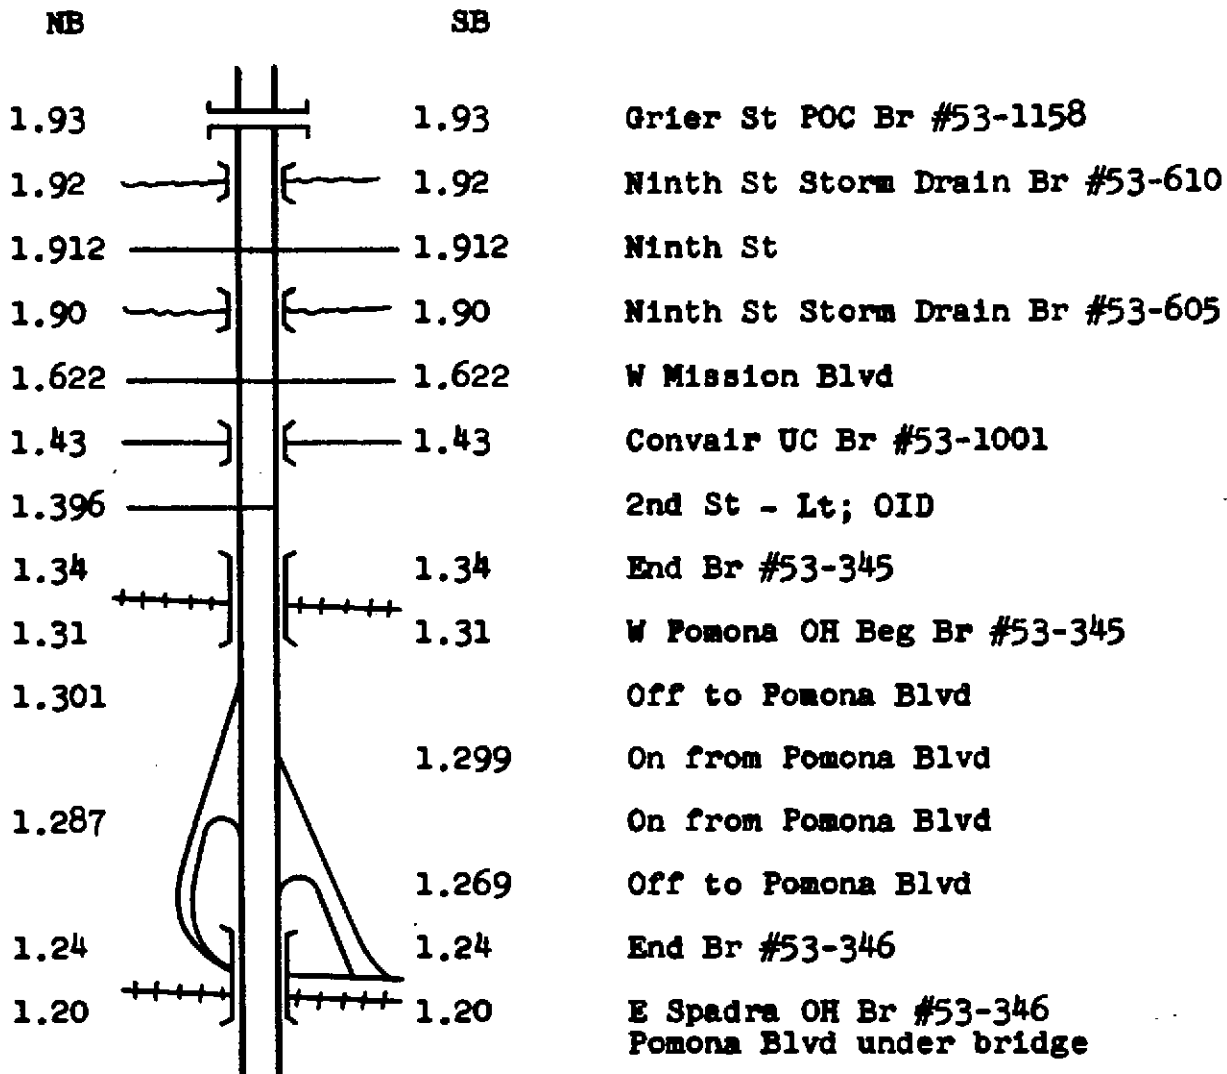 NB SB
1.93 1.93 Grier St POC Br #53-1158
1.92 1.92 Ninth St Storm Drain Br #53-610
1.912 1.912 Ninth St
1.90 1.90 Ninth St Storm Drain Br #53-605
1.622 1.622 W Mission Blvd
1.43 1.43 Convair UC Br #53-1001
1.396 2nd St - Lt; OID
1.34 1.34 End Br #53-345
1.31 1.31 W Pomona OH Beg Br #53-345
1.301 Off to Pomona Blvd
1.299 On from Pomona Blvd
1.287 On from Pomona Blvd
1.269 Off to Pomona Blvd
1.24 1.24 End Br #53-346
1.20 1.20 E Spadra OH Br #53-346
Pomona Blvd under bridge